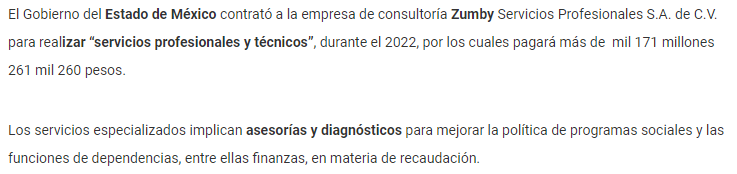 El Gobierno del Estado de México contrató a la empresa de consultoría Zumby Servicios Profesionales S.A. de C.V.
para realizar “servicios profesionales y técnicos”, durante el 2022, por los cuales pagará más de  mil 171 millones
261 mil 260 pesos.
Los servicios especializados implican asesorías y diagnósticos para mejorar la política de programas sociales y las
funciones de dependencias, entre ellas finanzas, en materia de recaudación.